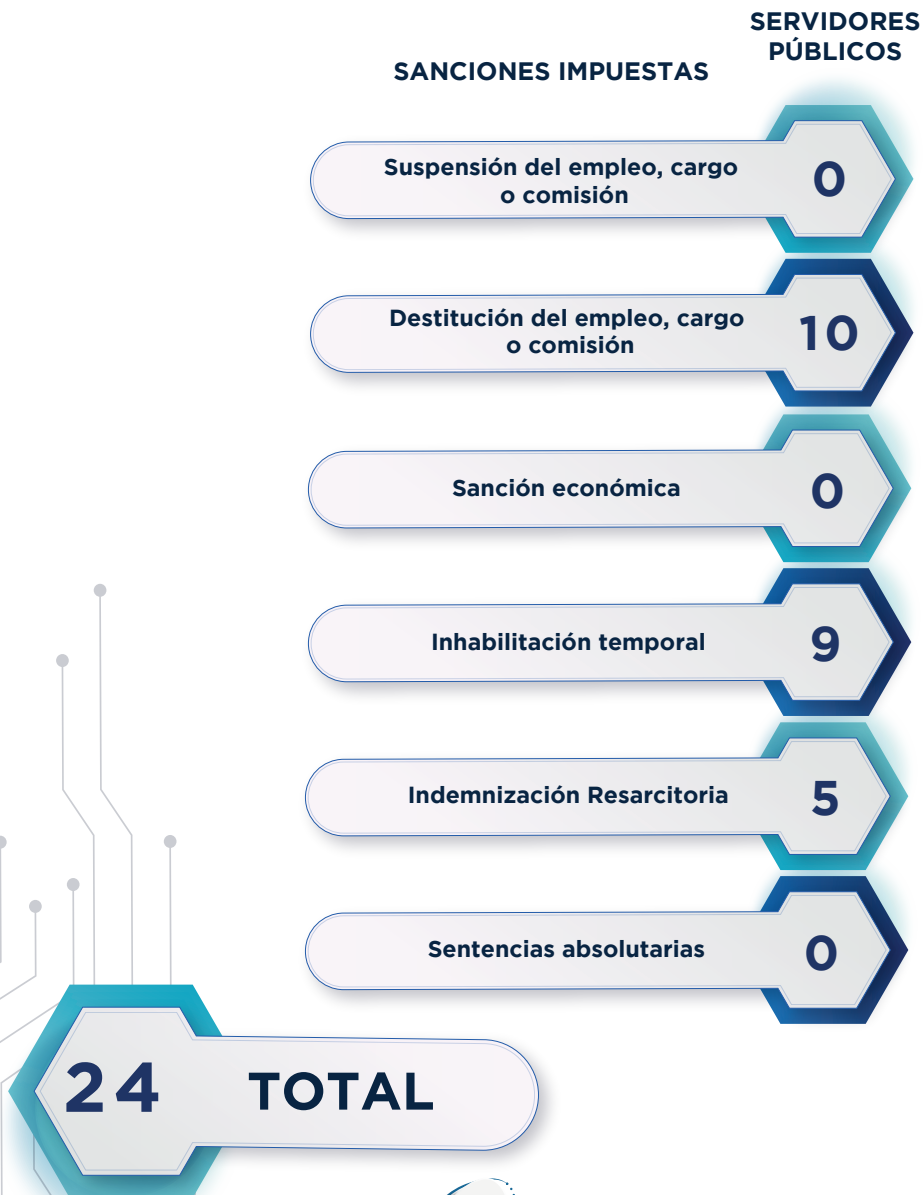 SERVIDORES
PÚBLICOS
SANCIONES IMPUESTAS
Suspensión del empleo, cargo
o comisión
0
Destitución del empleo, cargo
o comisión
10
Sanción económica
0
Inhabilitación temporal
9
Indemnización Resarcitoria
5
Sentencias absolutarias
0
24 TOTAL